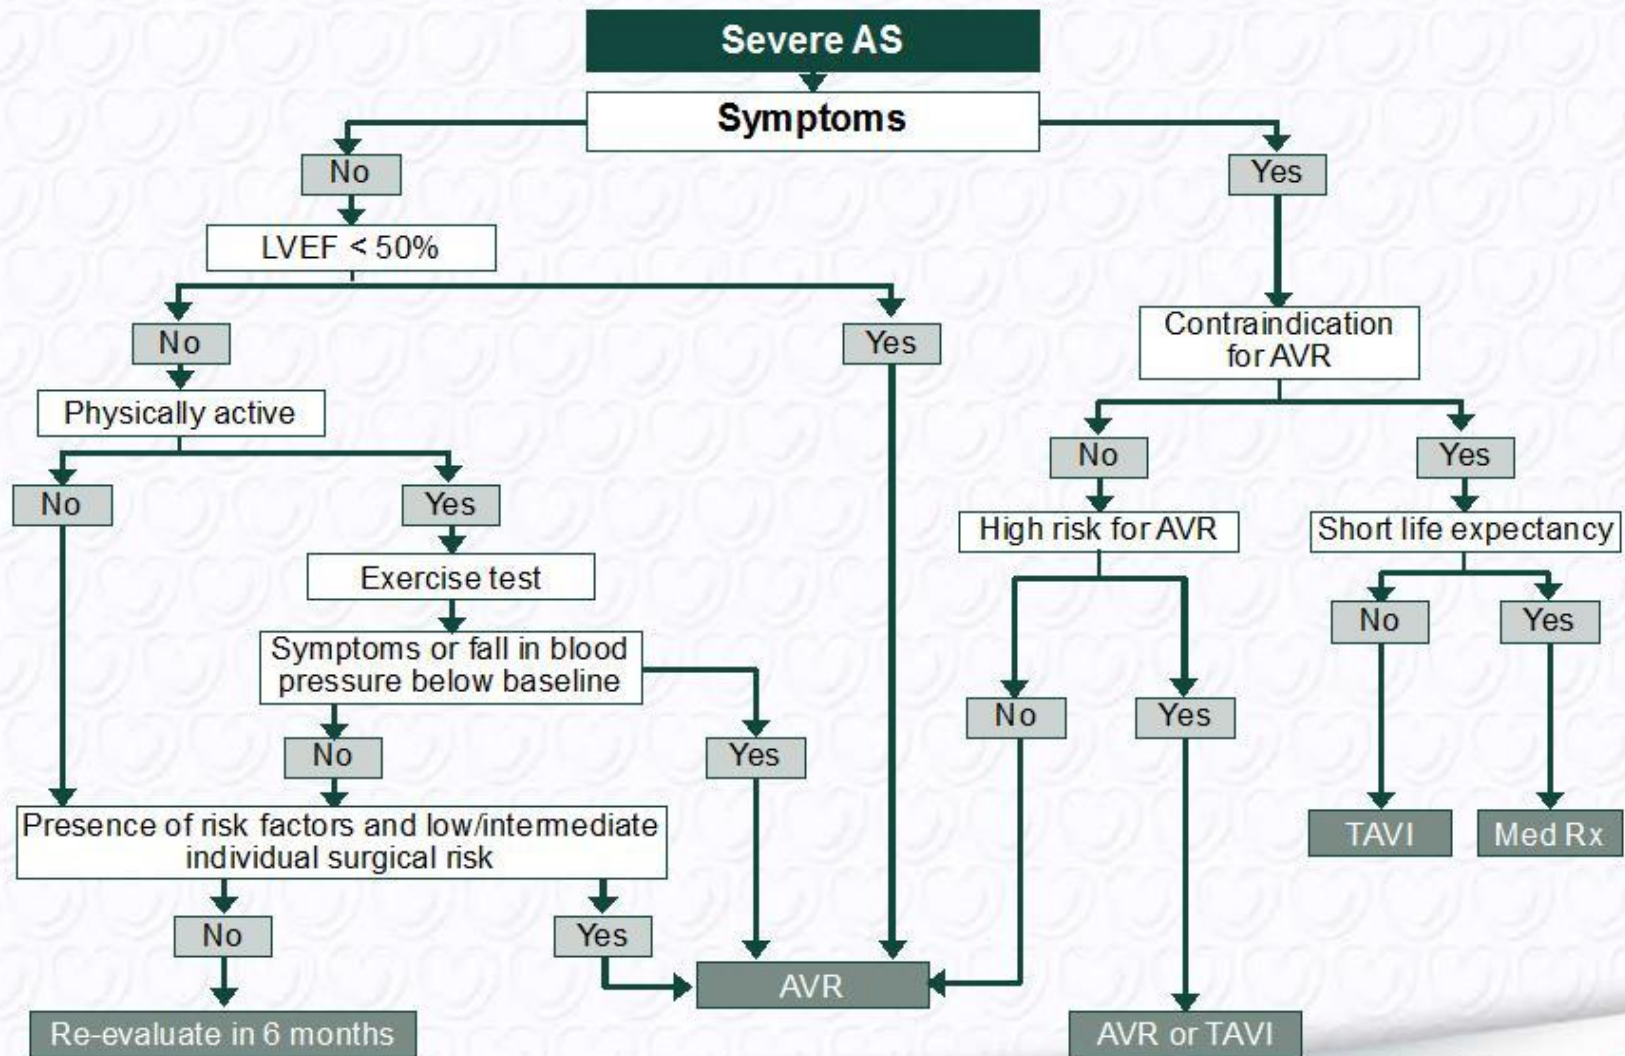 Severe AS
Symptoms
No
Yes
LVEF < 50%
No
Yes
Contraindication
for AVR
Physically active
No
Yes
No
Yes
High risk for AVR
Short life expectancy
Exercise test
No
Yes
No
Yes
Symptoms or fall in blood
pressure below baseline
No
Yes
No
Yes
Presence of risk factors and low/intermediate
individual surgical risk
TAVI
Med Rx
No
Yes
AVR
Re-evaluate in 6 months
AVR or TAVI